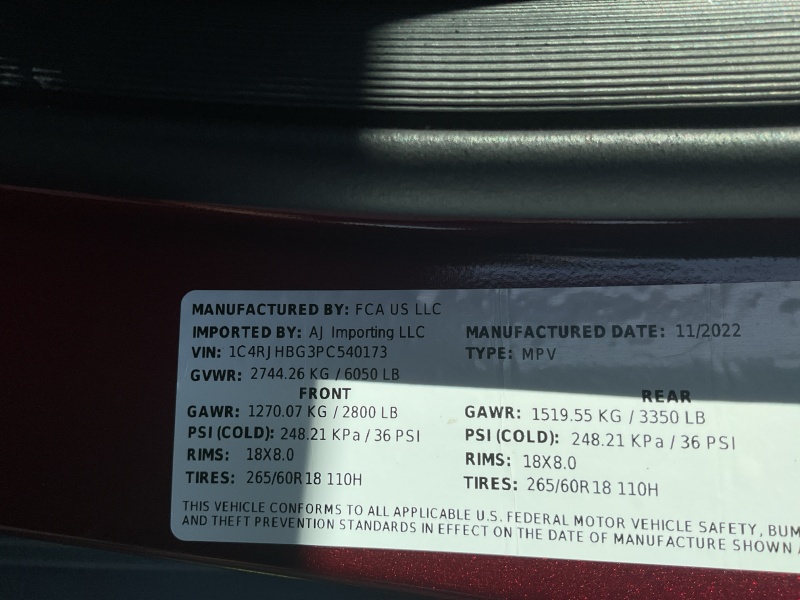 MANUFACTURED BY: FCA US LLC
IMPORTED BY: AJ Importing LLC MANUFACTURED DATE: 11/2022
VIN: 1C4RJHBG3PC540173 TYPE: MPV
GVWR: 2744.26 KG / 6050 LB
FRONT REAR
GAWR: 1270.07 KG / 2800 LB GAWR: 1519.55 KG / 3350 LB
PSI (COLD): 248.21 KPa / 36 PSI PSI (COLD): 248.21 KPa / 36 PSI
RIMS: 18X8.0 RIMS: 18X8.0
TIRES: 265/60R18 110H TIRES: 265/60R18 110H
THIS VEHICLE CONFORMS TO ALL APPLICABLE U.S. FEDERAL MOTOR VEHICLE SAFETY, BUM
AND THEFT PREVENTION STANDARDS IN EFFECT ON THE DATE OF MANUFACTURE SHOWN